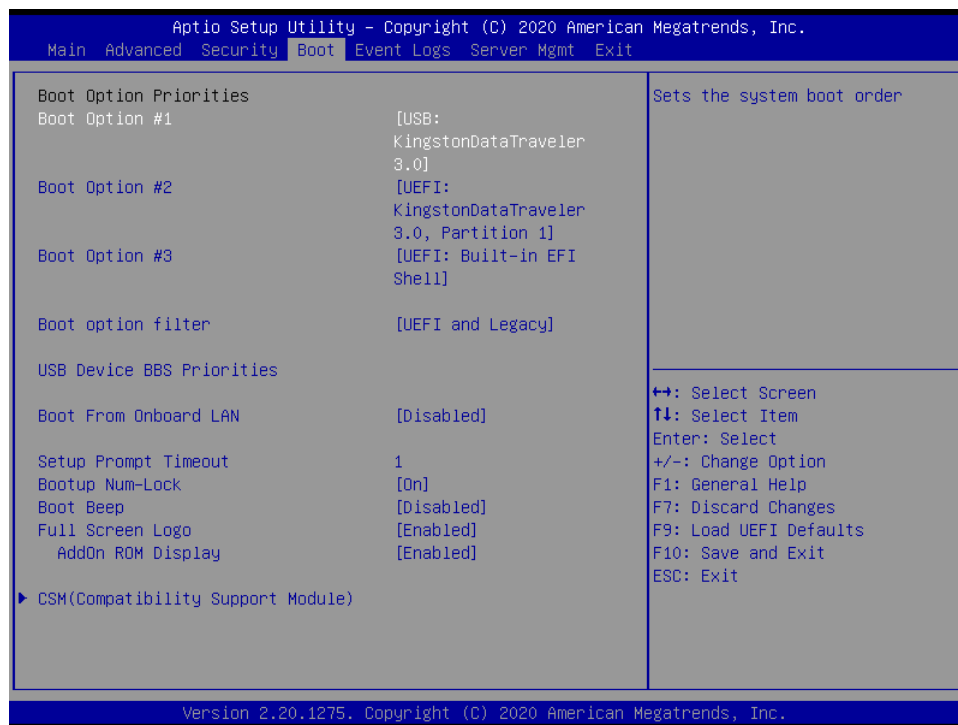 Aptio Setup Utility – Copyright (C) 2020 American Megatrends, Inc.
Main Advanced Security Boot Event Logs Server Mgmt Exit
Boot Option Priorities
Boot Option #1 [USB:
KingstonDataTraveler
3.0]
Boot Option #2 [UEFI:
KingstonDataTraveler
3.0, Partition 1]
Boot Option #3 [UEFI: Built-in EFI
Shell]
Boot option filter [UEFI and Legacy]
USB Device BBS Priorities
Boot From Onboard LAN [Disabled]
Setup Prompt Timeout 1
Bootup Num-Lock [On]
Boot Beep [Disabled]
Full Screen Logo [Enabled]
AddOn ROM Display [Enabled]
CSM(Compatibility Support Module)
Sets the system boot order
↔: Select Screen
↑↓: Select Item
Enter: Select
+/-: Change Option
F1: General Help
F7: Discard Changes
F9: Load UEFI Defaults
F10: Save and Exit
ESC: Exit
Version 2.20.1275. Copyright (C) 2020 American Megatrends, Inc.